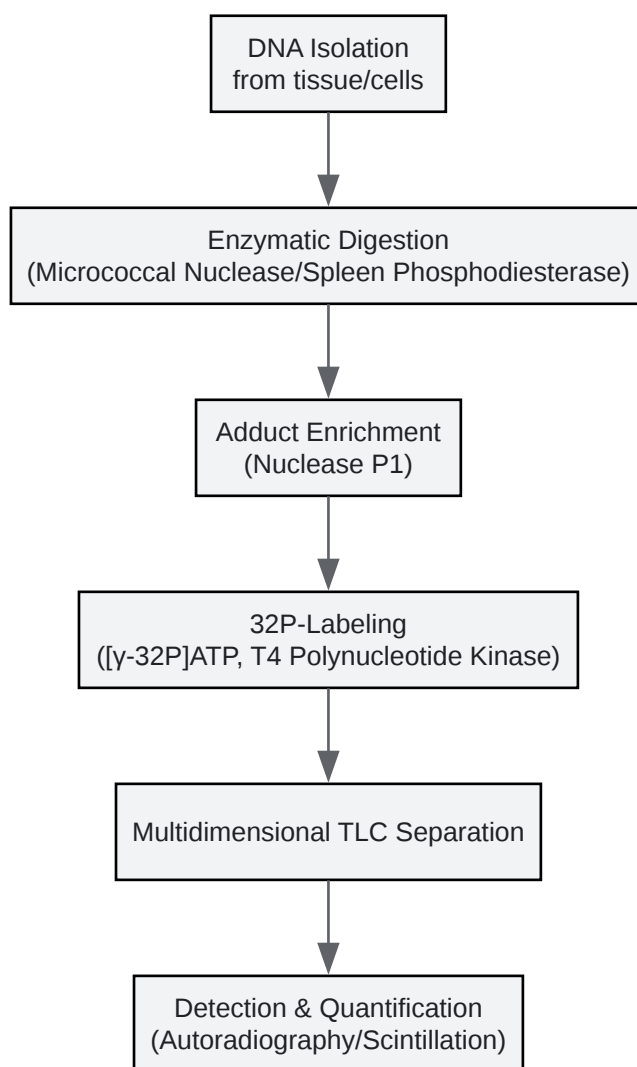 DNA Isolation
from tissue/cells
Enzymatic Digestion
(Micrococcal Nuclease/Spleen Phosphodiesterase)
Adduct Enrichment
(Nuclease P1)
32P-Labeling
([γ-32P]ATP, T4 Polynucleotide Kinase)
Multidimensional TLC Separation
Detection & Quantification
(Autoradiography/Scintillation)